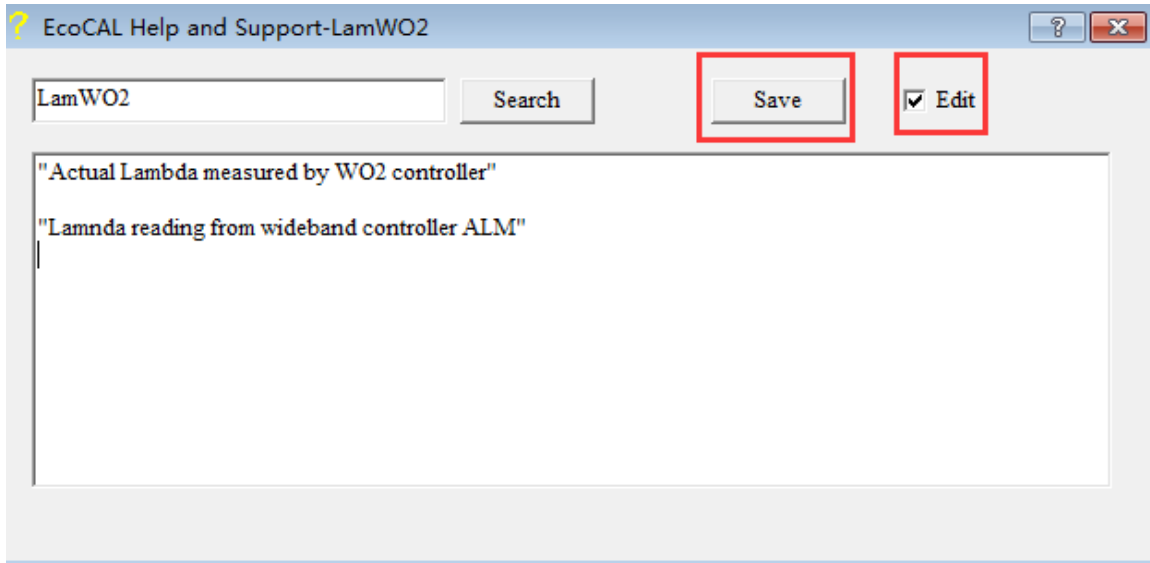 EcoCAL Help and Support-LamWO2
LamWO2
Search
Save
Edit
"Actual Lambda measured by WO2 controller"
"Lamnda reading from wideband controller ALM"